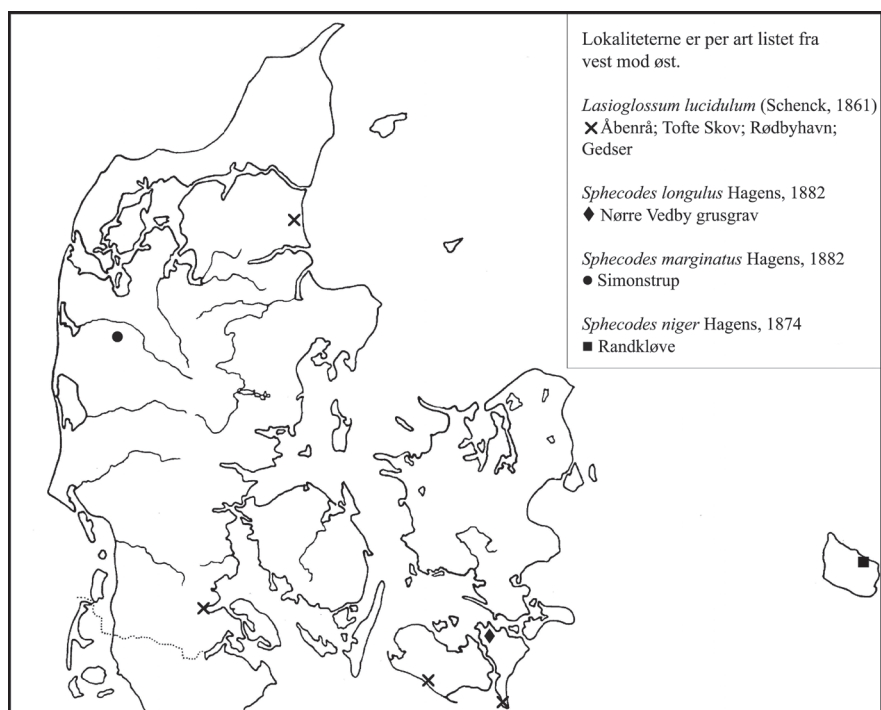 Lokaliteterne er per art listet fra
vest mod øst.
Lasioglossum lucidulum (Schenck, 1861)
✕ Åbenrå; Tofte Skov; Rødbyhavn;
Gedser
Sphecodes longulus Hagens, 1882
♦ Nørre Vedby grusgrav
Sphecodes marginatus Hagens, 1882
● Simonstrup
Sphecodes niger Hagens, 1874
■ Randkløve